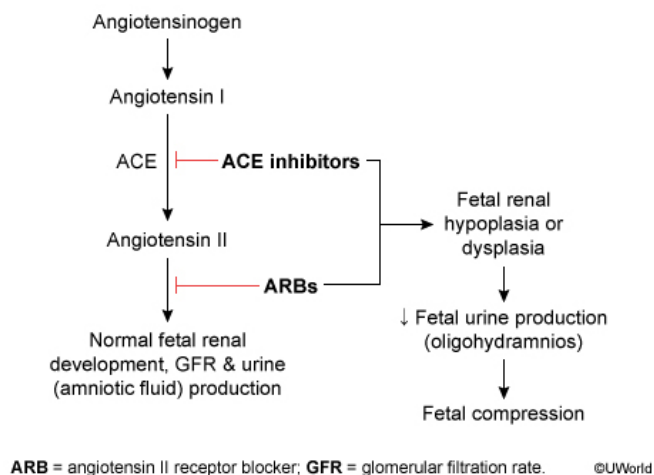 Angiotensinogen
Angiotensin I
ACE
ACE inhibitors
Angiotensin II
ARBs
Normal fetal renal
development, GFR & urine
(amniotic fluid) production
Fetal renal
hypoplasia or
dysplasia
↓ Fetal urine production
(oligohydramnios)
Fetal compression
ARB = angiotensin II receptor blocker; GFR = glomerular filtration rate.
©UWorld